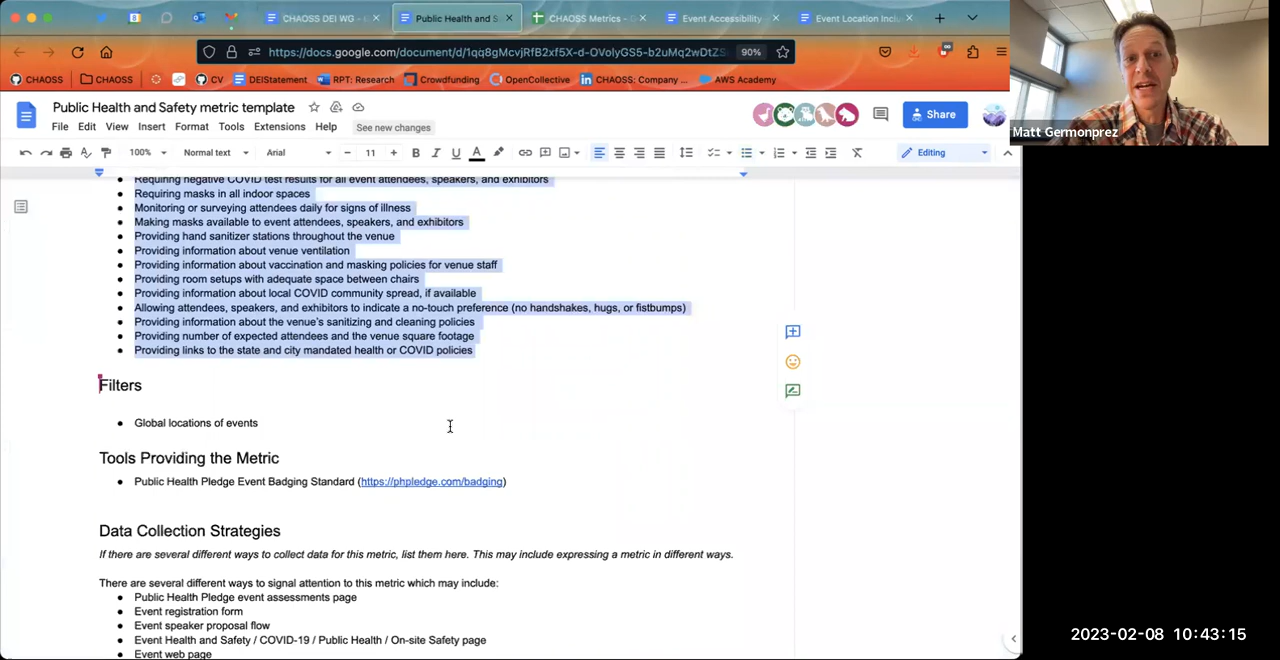 CHAOSS DEI WG -
Public Health and S
CHAOSS Metrics -
Event Accessibility
Event Location Inclu
https://docs.google.com/document/d/1qq8gMcvjRfB2xf5X-d-OVolyGS5-b2uMq2wDtZS
90%
CHAOSS
CHAOSS
CV
DEIStatement
RPT: Research
Crowdfunding
OpenCollective
CHAOSS: Company ...
AWS Academy
Public Health and Safety metric template
File Edit View Insert Format Tools Extensions Help
See new changes
Share
100%
Normal text
Arial
11
Editing
Requiring negative COVID test results for all event attendees, speakers, and exhibitors
Requiring masks in all indoor spaces
Monitoring or surveying attendees daily for signs of illness
Making masks available to event attendees, speakers, and exhibitors
Providing hand sanitizer stations throughout the venue
Providing information about venue ventilation
Providing information about vaccination and masking policies for venue staff
Providing room setups with adequate space between chairs
Providing information about local COVID community spread, if available
Allowing attendees, speakers, and exhibitors to indicate a no-touch preference (no handshakes, hugs, or fistbumps)
Providing information about the venue's sanitizing and cleaning policies
Providing number of expected attendees and the venue square footage
Providing links to the state and city mandated health or COVID policies
Filters
Global locations of events
Tools Providing the Metric
Public Health Pledge Event Badging Standard (https://phpledge.com/badging)
Data Collection Strategies
If there are several different ways to collect data for this metric, list them here. This may include expressing a metric in different ways.
There are several different ways to signal attention to this metric which may include:
Public Health Pledge event assessments page
Event registration form
Event speaker proposal flow
Event Health and Safety / COVID-19 / Public Health / On-site Safety page
Event web page
Matt Germonprez
2023-02-08 10:43:15